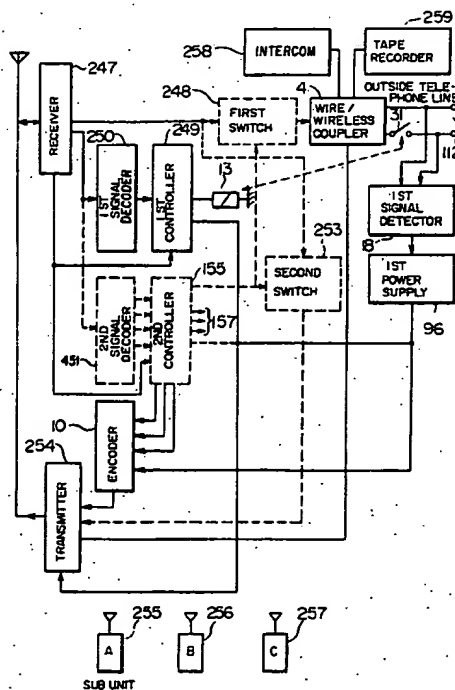 247
258
INTERCOM
259
TAPE
RECORDER
248
4
OUTSIDE TELE-
PHONE LINE
RECEIVER
250
249
FIRST
SWITCH
WIRE/
WIRELESS
COUPLER
31
112
1ST SIGNAL
DECODER
1ST
CONTROLLER
13
1ST
SIGNAL
DETECTOR
18
253
155
SECOND
SWITCH
1ST
POWER
SUPPLY
96
2ND SIGNAL
DECODER
2ND
CONTROLLER
157
451
10
ENCODER
254
TRANSMITTER
255
256
257
A
B
C
SUB UNIT